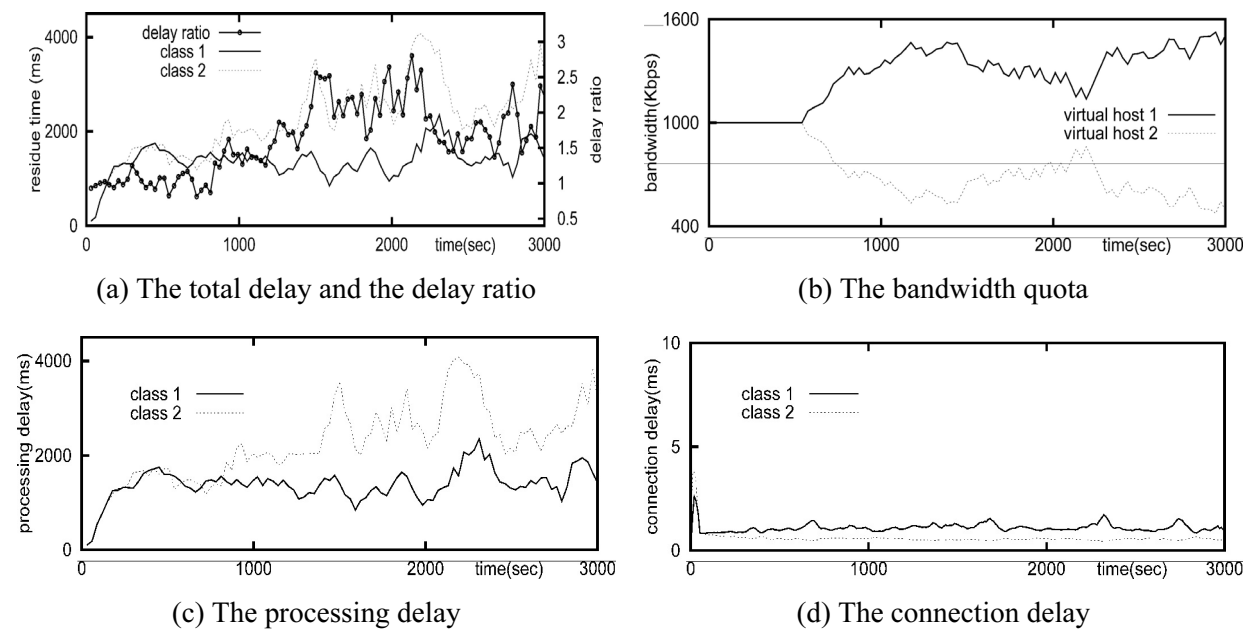 4000
2000
0
residue time (ms)
delay ratio
class 1
class 2
3
2.5
2
1.5
1
0.5
delay ratio
0
1000
2000
time(sec)
3000
(a) The total delay and the delay ratio
1600
1000
400
bandwidth(Kbps)
virtual host 1
virtual host 2
0
1000
2000
time(sec)
3000
(b) The bandwidth quota
4000
2000
0
processing delay(ms)
class 1
class 2
0
1000
2000
time(sec)
3000
(c) The processing delay
10
5
0
connection delay(ms)
class 1
class 2
0
1000
2000
time(sec)
3000
(d) The connection delay